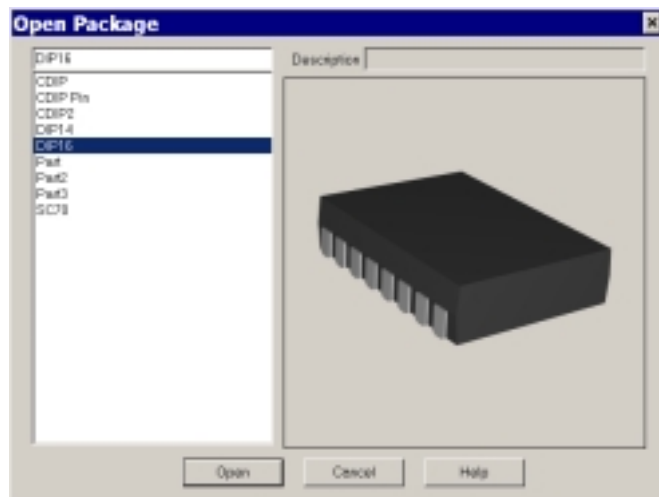 Open Package
DIP16
Description
CDIP
CDIP Pin
CDIP2
DIP14
DIP16
Part
Part2
Part3
SC70
Open
Cancel
Help